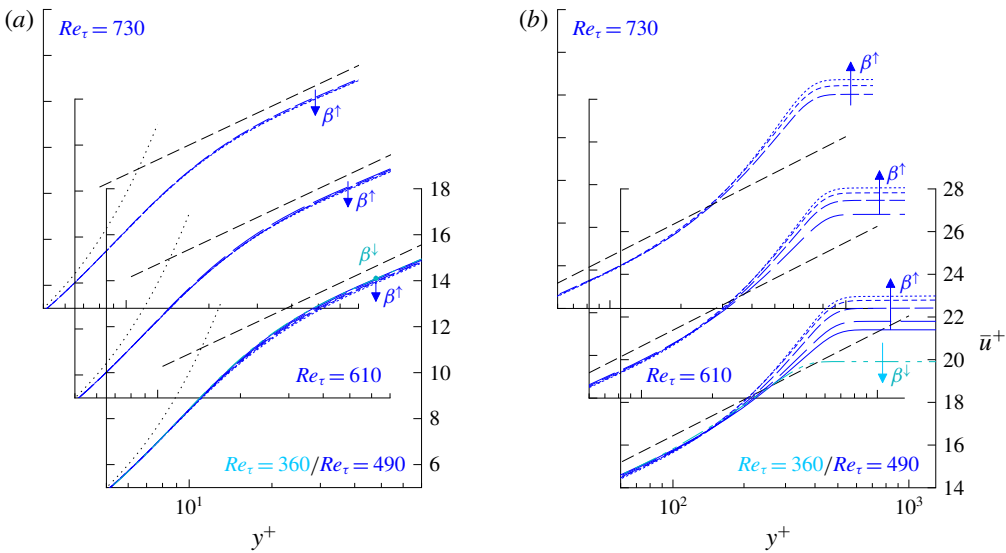 (a)
Re_τ = 730
β↑
β↑
β↓
β↑
Re_τ = 610
Re_τ = 360/Re_τ = 490
18
16
14
12
10
8
6
10^1
y^+
(b)
Re_τ = 730
β↑
β↑
β↑
β↓
Re_τ = 610
Re_τ = 360/Re_τ = 490
28
26
24
22
20
18
16
14
ū^+
10^2
10^3
y^+